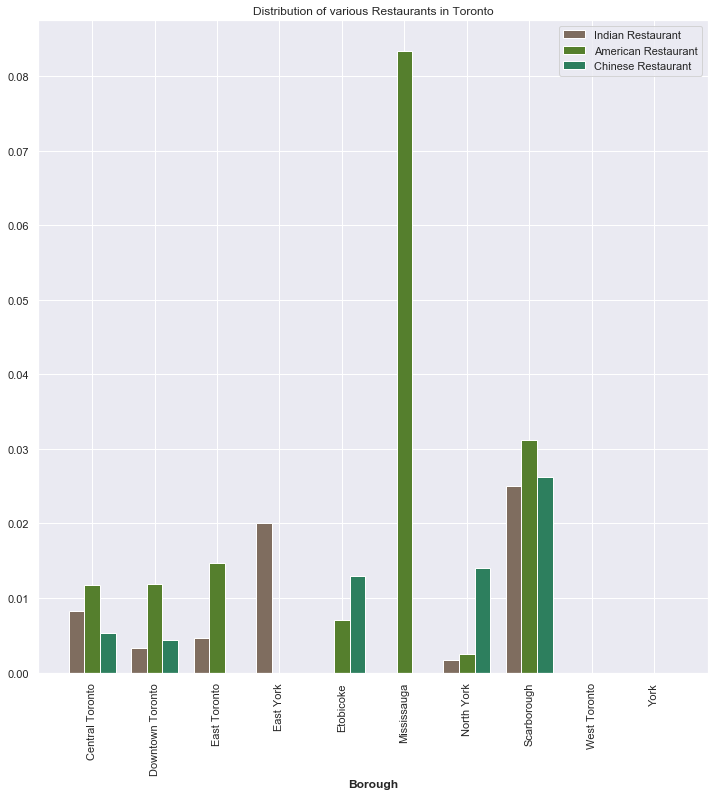 Distribution of various Restaurants in Toronto
Indian Restaurant
American Restaurant
Chinese Restaurant
0.08
0.07
0.06
0.05
0.04
0.03
0.02
0.01
0.00
Central Toronto
Downtown Toronto
East Toronto
East York
Etobicoke
Mississauga
North York
Scarborough
West Toronto
York
Borough